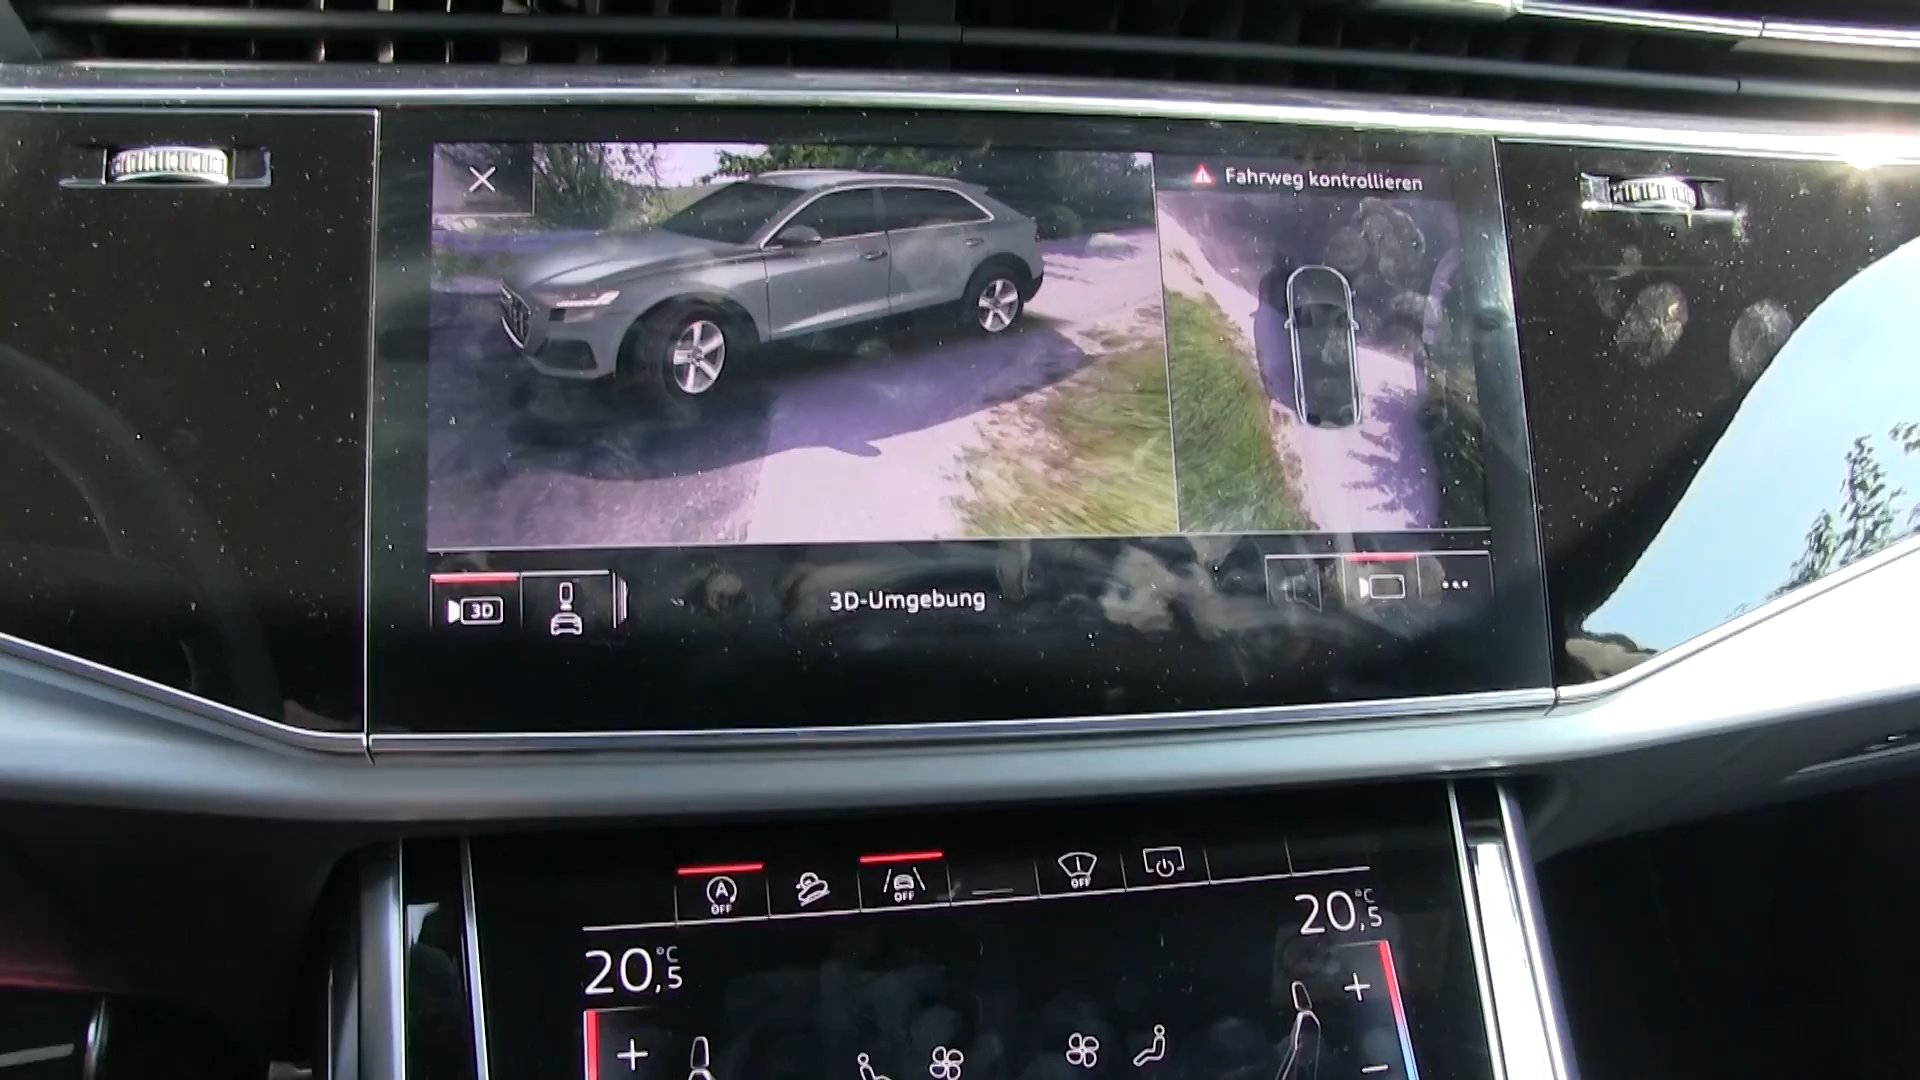 Fahrweg kontrollieren
3D
3D-Umgebung
A
OFF
OFF
OFF
20,5 °C
20,5 °C